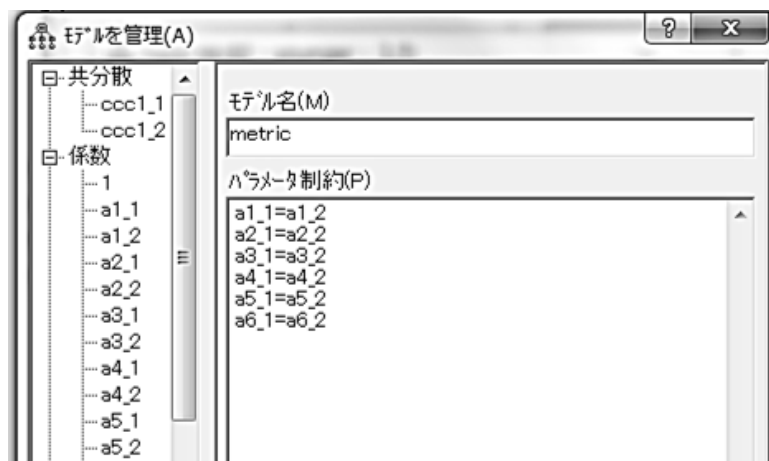 モデルを管理(A)
共分散
ccc1_1
ccc1_2
係数
1
a1_1
a1_2
a2_1
a2_2
a3_1
a3_2
a4_1
a4_2
a5_1
a5_2
モデル名(M)
metric
パラメータ制約(P)
a1_1=a1_2
a2_1=a2_2
a3_1=a3_2
a4_1=a4_2
a5_1=a5_2
a6_1=a6_2